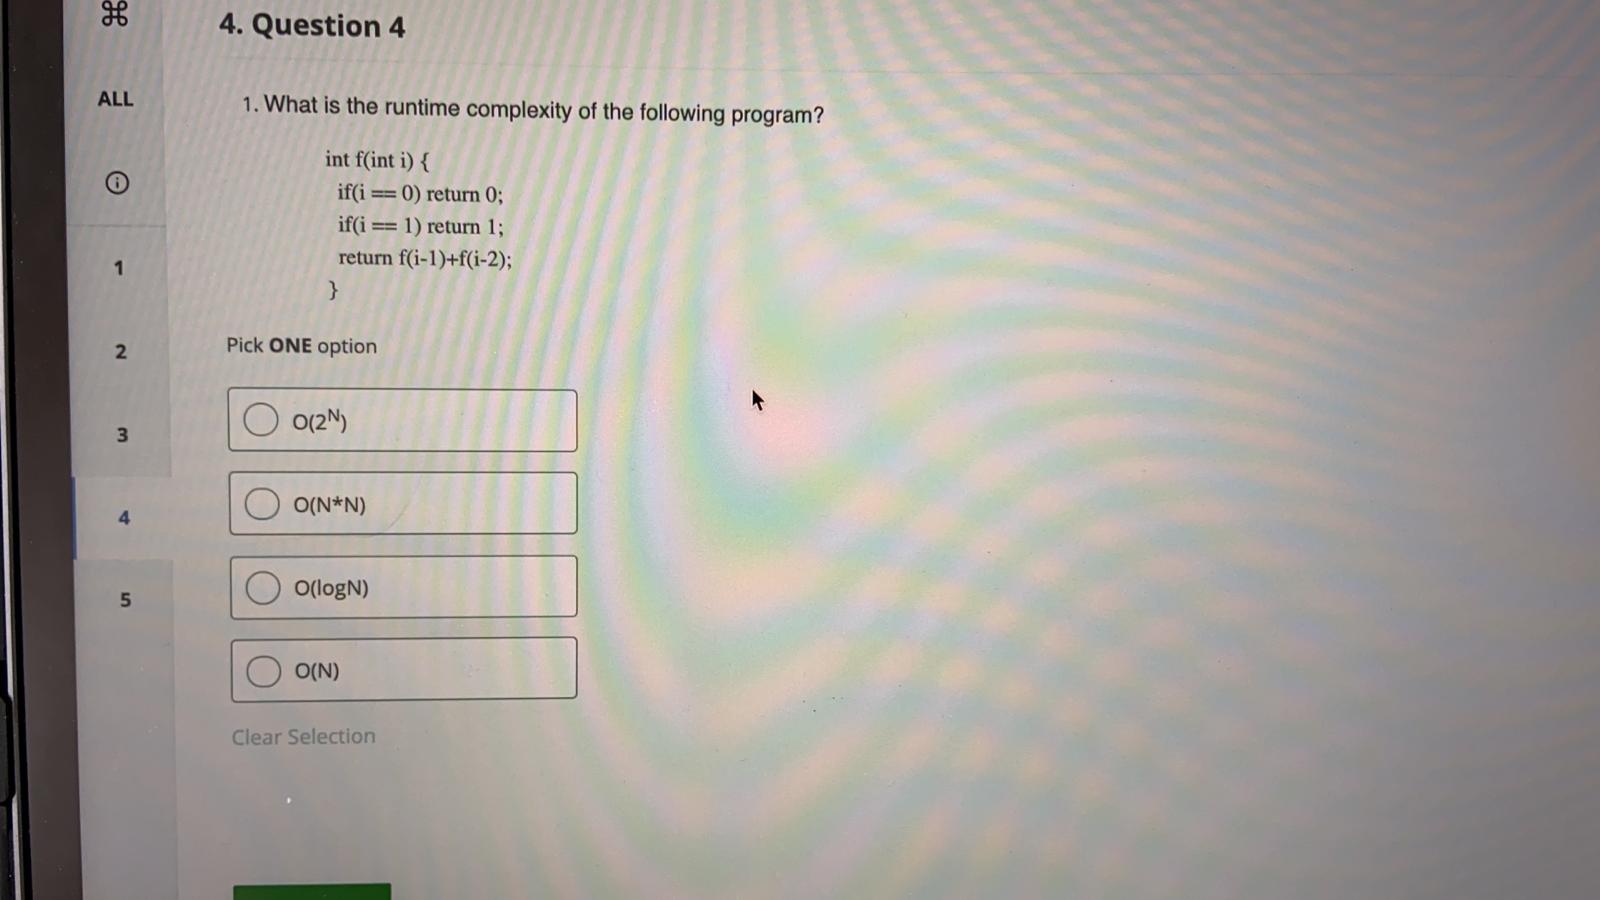 ⌘
4. Question 4
ALL
1. What is the runtime complexity of the following program?
int f(int i) {
if(i == 0) return 0;
if(i == 1) return 1;
return f(i-1)+f(i-2);
}
1
2
3
4
5
Pick ONE option
O(2ᴺ)
O(N*N)
O(logN)
O(N)
Clear Selection